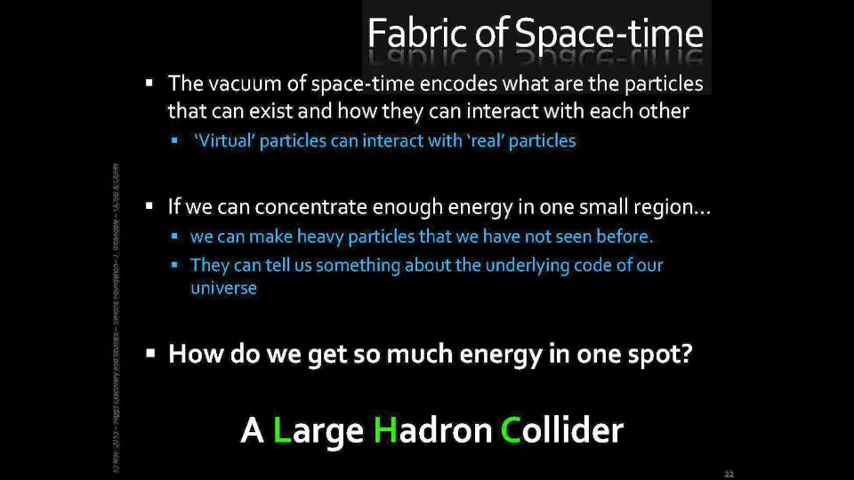 Fabric of Space-time
▪ The vacuum of space-time encodes what are the particles
that can exist and how they can interact with each other
▪ ‘Virtual’ particles can interact with ‘real’ particles
▪ If we can concentrate enough energy in one small region…
▪ we can make heavy particles that we have not seen before.
▪ They can tell us something about the underlying code of our
universe
▪ How do we get so much energy in one spot?
A Large Hadron Collider
22